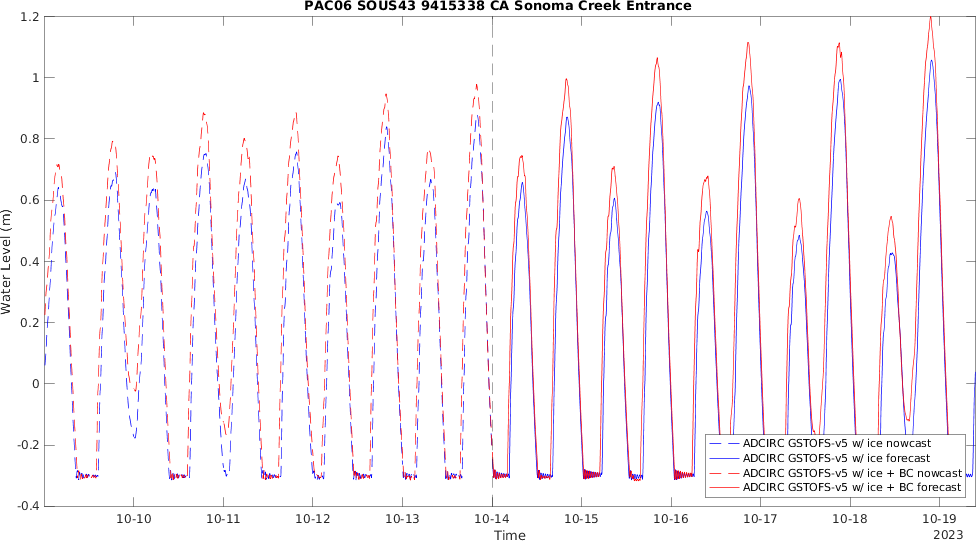 PAC06 SOUS43 9415338 CA Sonoma Creek Entrance
1.2
1
0.8
0.6
0.4
0.2
0
-0.2
-0.4
Water Level (m)
ADCIRC GSTOFS-v5 w/ ice nowcast
ADCIRC GSTOFS-v5 w/ ice forecast
ADCIRC GSTOFS-v5 w/ ice + BC nowcast
ADCIRC GSTOFS-v5 w/ ice + BC forecast
10-10 10-11 10-12 10-13 10-14 10-15 10-16 10-17 10-18 10-19
Time
2023